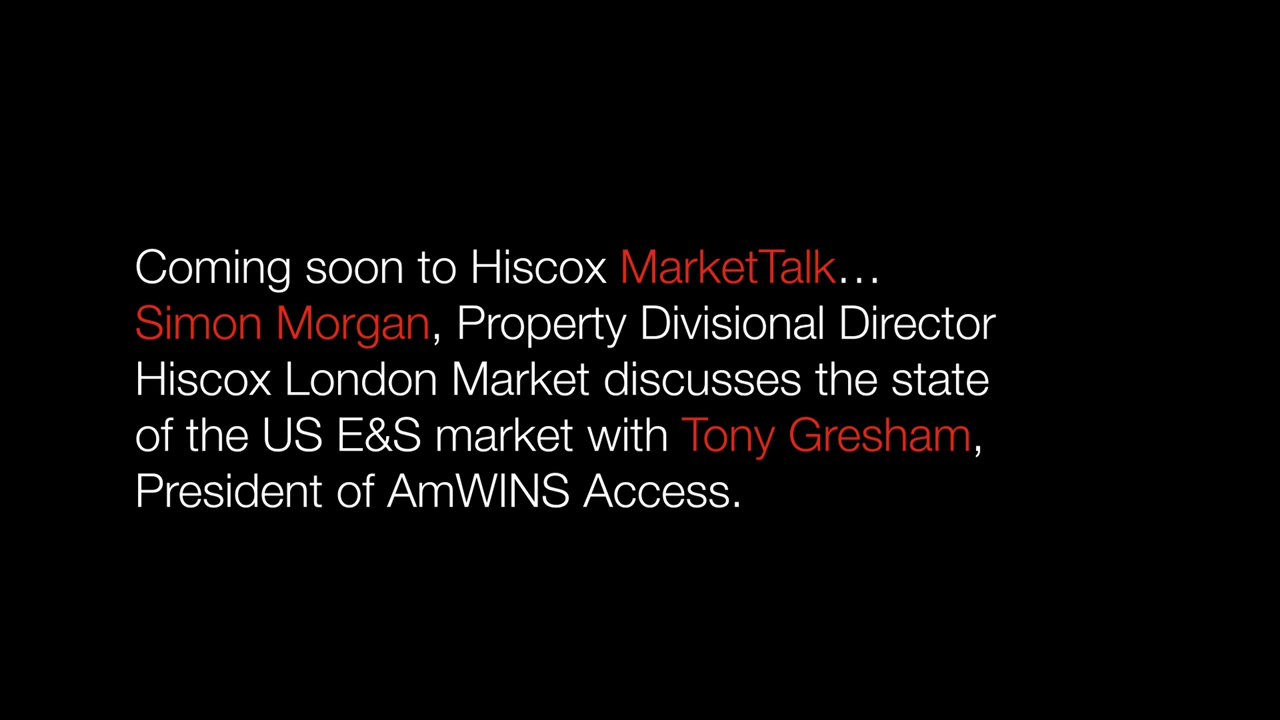 Coming soon to Hiscox MarketTalk…
Simon Morgan, Property Divisional Director
Hiscox London Market discusses the state
of the US E&S market with Tony Gresham,
President of AmWINS Access.